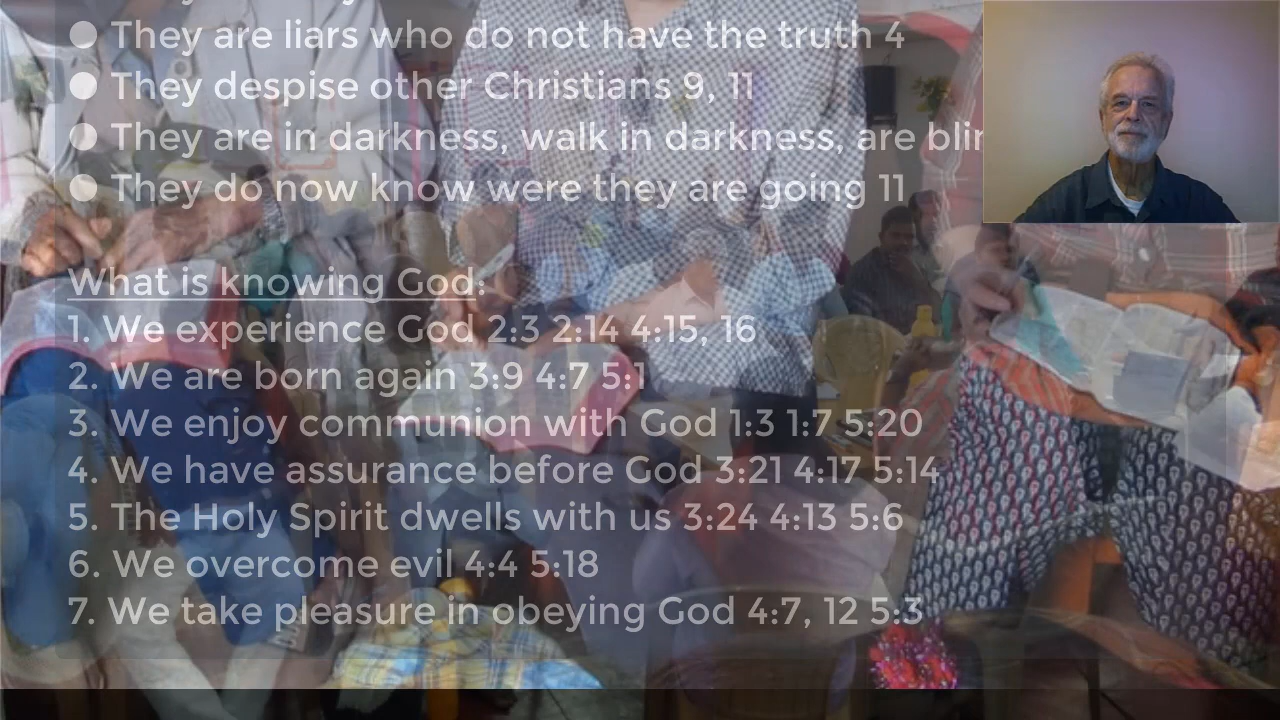 ● They are liars who do not have the truth 4
● They despise other Christians 9, 11
● They are in darkness, walk in darkness, are
● They do now know were they are going 11
What is knowing God:
1. We experience God 2:3 2:14 4:15, 16
2. We are born again 3:9 4:7 5:1
3. We enjoy communion with God 1:3 1:7 5:20
4. We have assurance before God 3:21 4:17 5:14
5. The Holy Spirit dwells with us 3:24 4:13 5:6
6. We overcome evil 4:4 5:18
7. We take pleasure in obeying God 4:7, 12 5:3